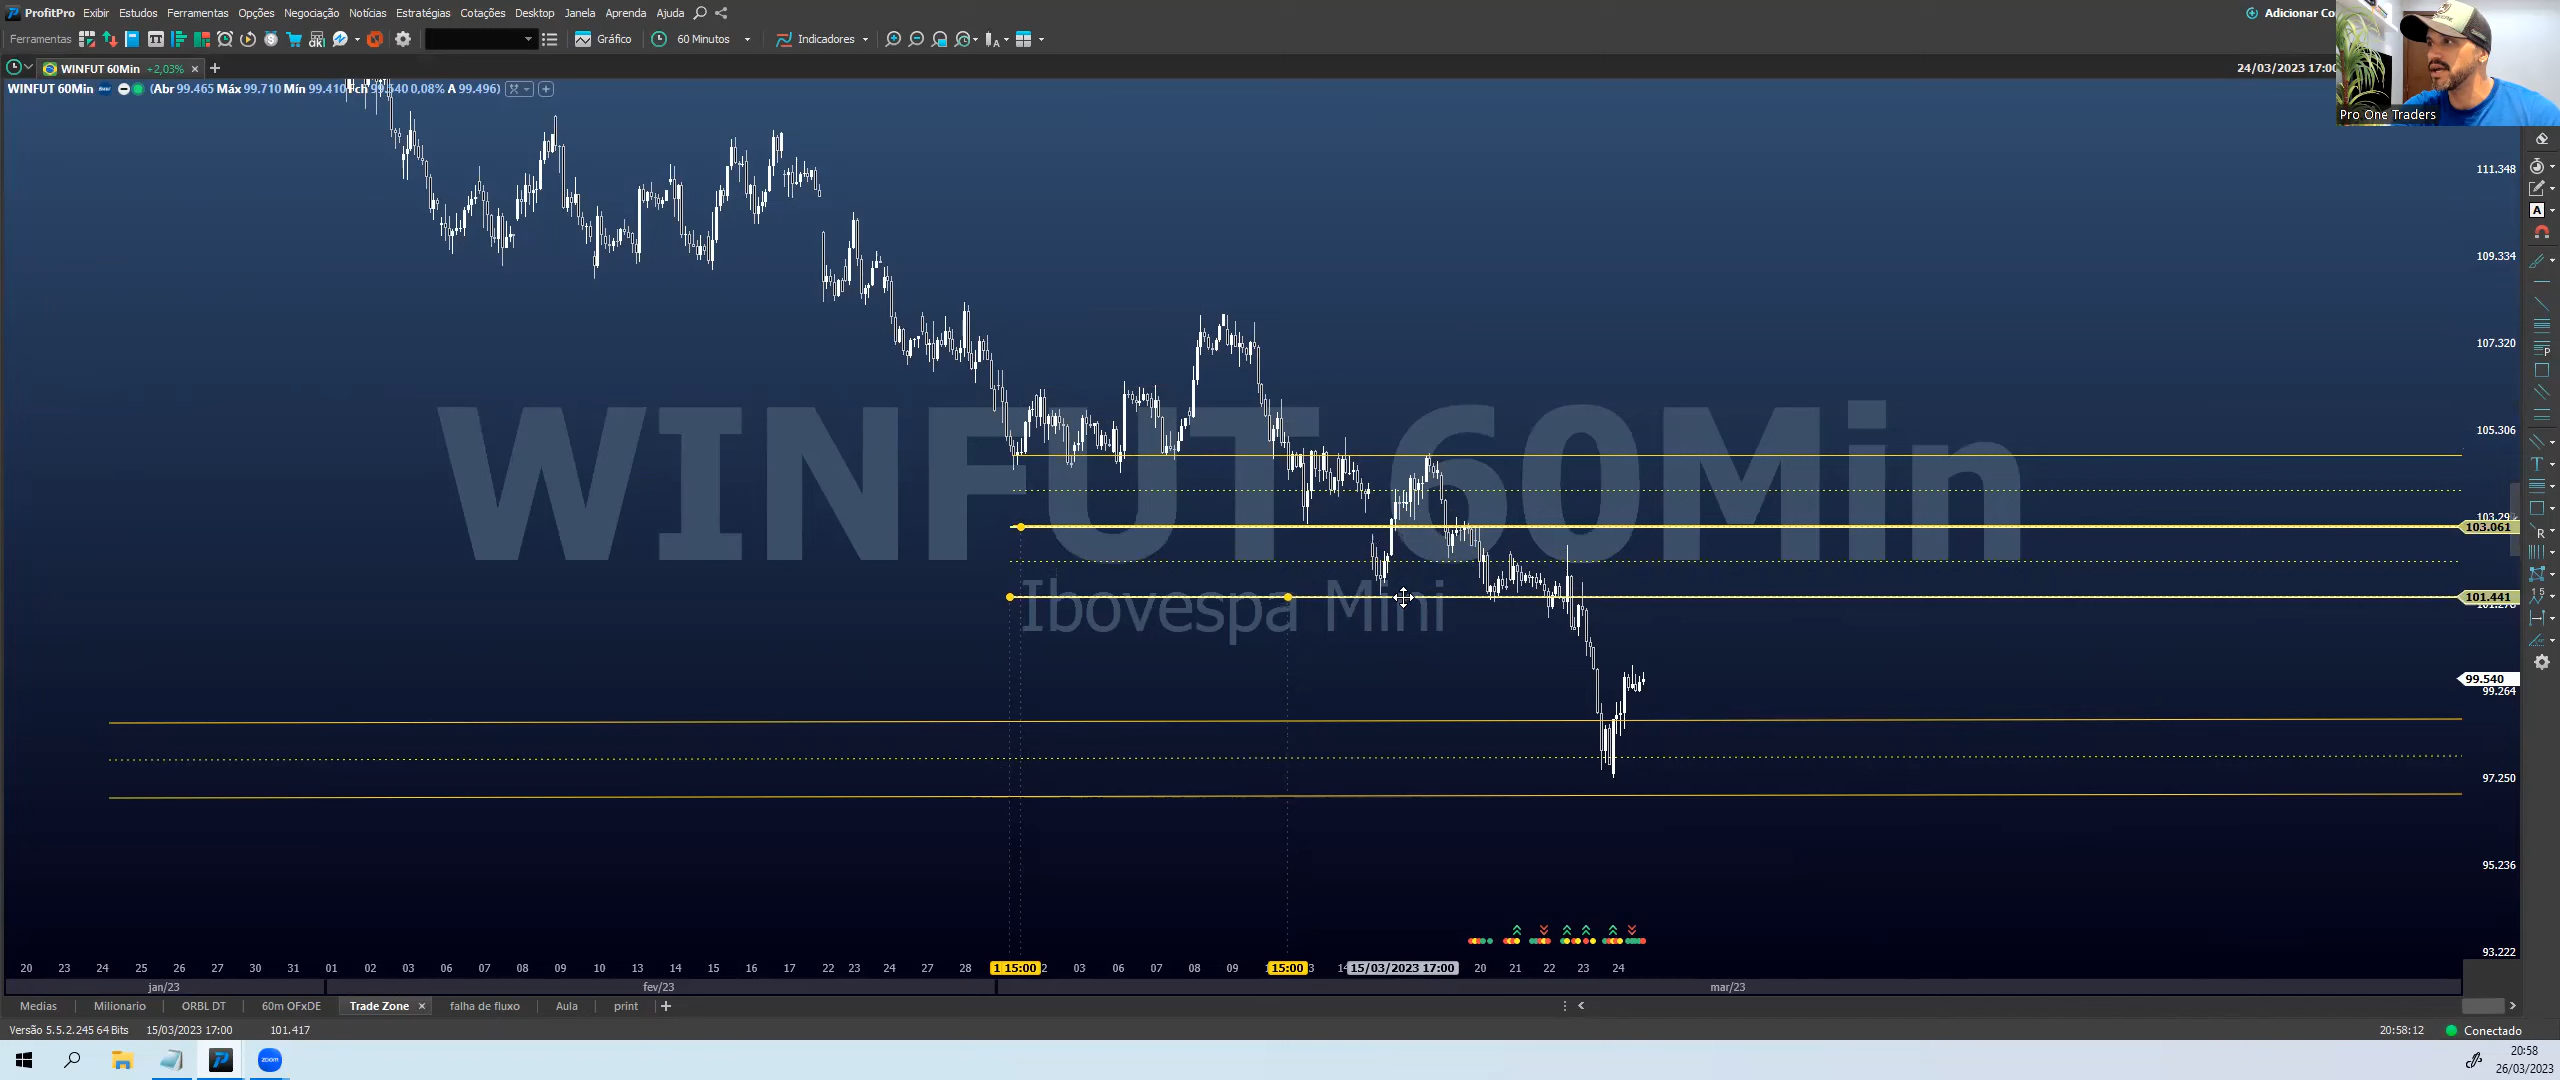 ProfitPro Exibir Estudos Ferramentas Opções Negociação Notícias Estratégias Cotações Desktop Janela Aprenda Ajuda
Adicionar Co
Ferramentas Gráfico 60 Minutos Indicadores
WINFUT 60Min +2,03%
24/03/2023 17:00
WINFUT 60Min (Abr 99.465 Máx 99.710 Mín 99.410 Fch 99.540 0,08% A 99.496)
Pro One Traders
111.348
109.334
107.320
105.306
103.061
101.441
99.540
99.264
97.250
95.236
93.222
WINFUT 60Min
Ibovespa Mini
20 23 24 25 26 27 30 31 01 02 03 06 07 08 09 10 13 14 15 16 17 22 23 24 27 28 1 15:00 2 03 06 07 08 09 15:00 3 15/03/2023 17:00 20 21 22 23 24
jan/23 fev/23 mar/23
Medias Milionario ORBL DT 60m OFxDE Trade Zone falha de fluxo Aula print
Versão 5.5.2.245 64 Bits 15/03/2023 17:00 101.417
20:58:12 Conectado
zoom
20:58
26/03/2023